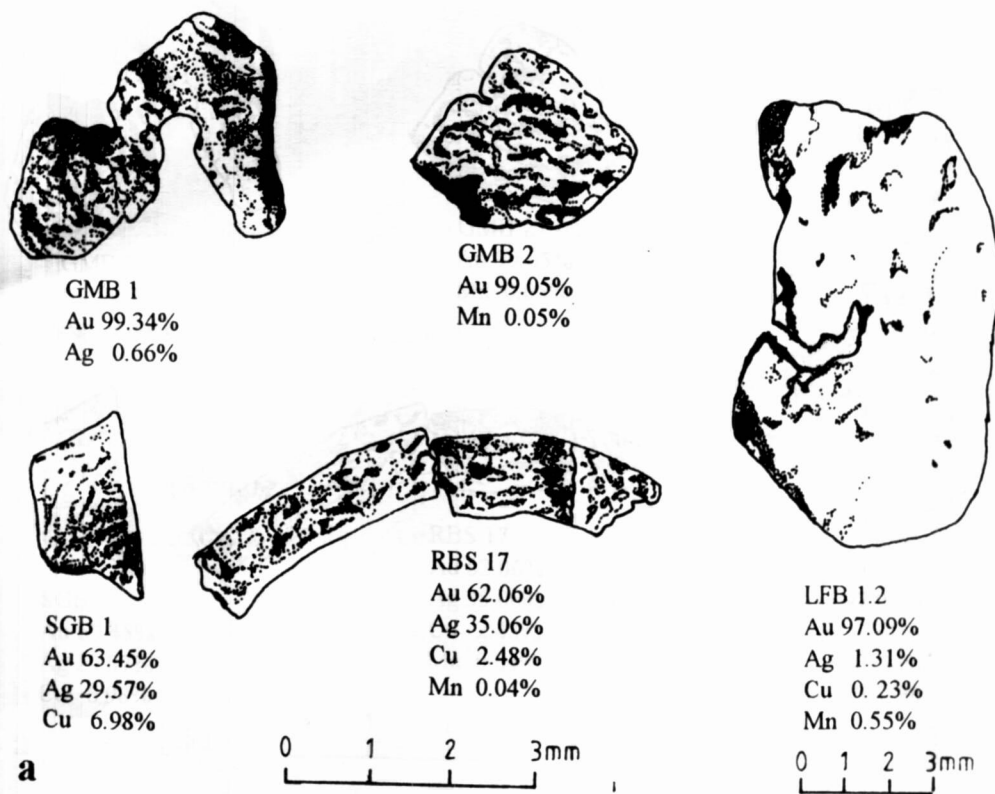 GMB 1
Au 99.34%
Ag 0.66%
GMB 2
Au 99.05%
Mn 0.05%
SGB 1
Au 63.45%
Ag 29.57%
Cu 6.98%
RBS 17
Au 62.06%
Ag 35.06%
Cu 2.48%
Mn 0.04%
LFB 1.2
Au 97.09%
Ag 1.31%
Cu 0.23%
Mn 0.55%
a
0 1 2 3mm
0 1 2 3mm